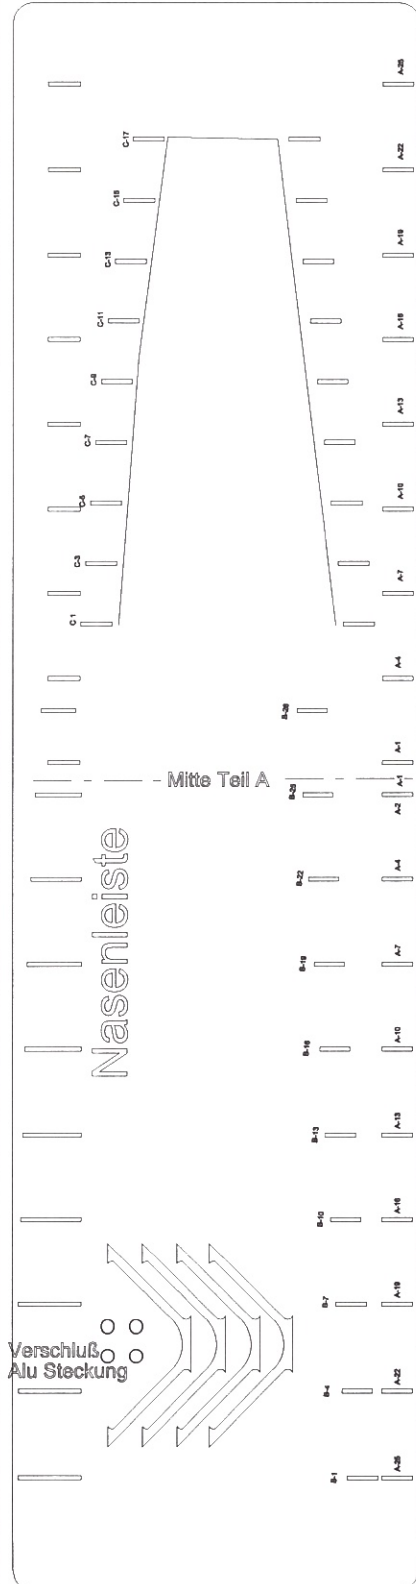 A-25
C-17
A-22
C-15
A-19
C-13
C-11
A-16
C-9
A-13
C-7
C-5
A-10
C-3
A-7
C 1
A-4
B-28
A-1
Mitte Teil A
A-1
B-25
A-2
Nasenleiste
B-22
A-4
B-19
A-7
B-16
A-10
B-13
A-13
B-10
A-16
B-7
A-19
Verschluß
Alu Steckung
B-4
A-22
B-1
A-25